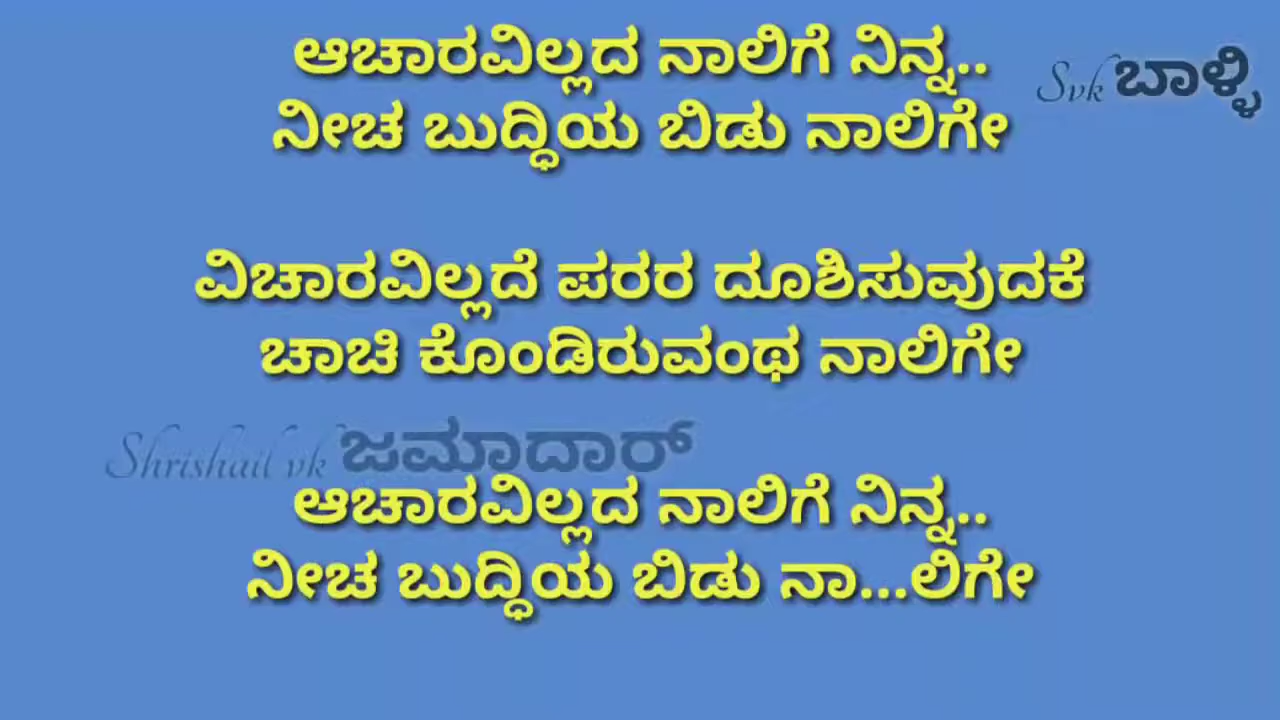 ಆಚಾರವಿಲ್ಲದ ನಾಲಿಗೆ ನಿನ್ನ..
Svk ಬಾಳ್ಳಿ
ನೀಚ ಬುದ್ಧಿಯ ಬಿಡು ನಾಲಿಗೇ
ವಿಚಾರವಿಲ್ಲದೆ ಪರರ ದೂಶಿಸುವುದಕೆ
ಚಾಚಿ ಕೊಂಡಿರುವಂಥ ನಾಲಿಗೇ
Shrishail vk ಜಮಾದಾರ್
ಆಚಾರವಿಲ್ಲದ ನಾಲಿಗೆ ನಿನ್ನ..
ನೀಚ ಬುದ್ಧಿಯ ಬಿಡು ನಾ...ಲಿಗೇ